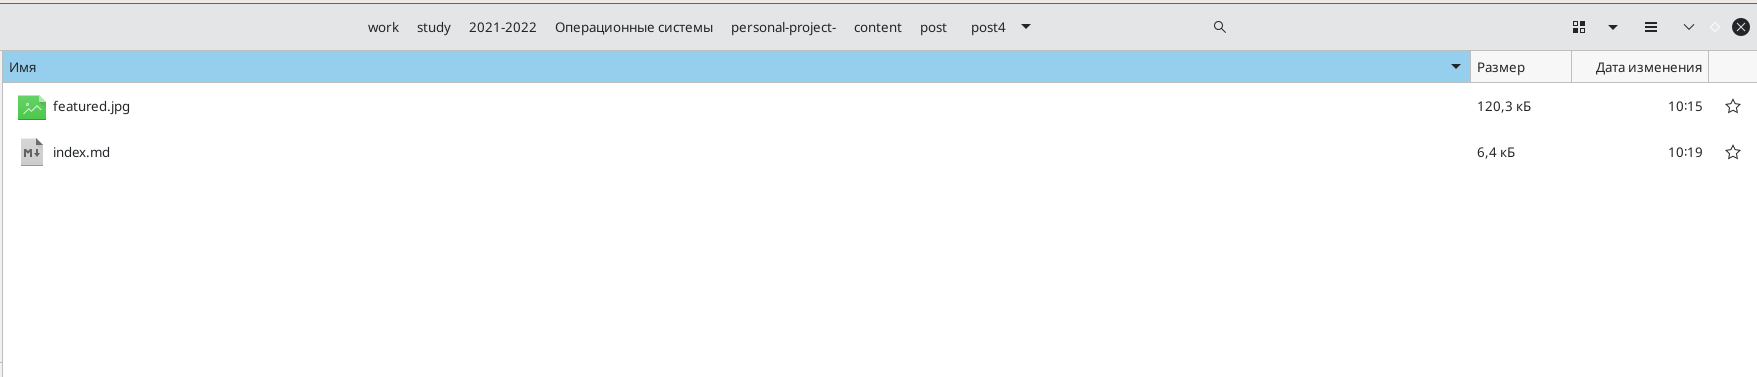 work study 2021-2022 Операционные системы personal-project- content post post4
Имя Размер Дата изменения
featured.jpg 120,3 кБ 10:15
index.md 6,4 кБ 10:19